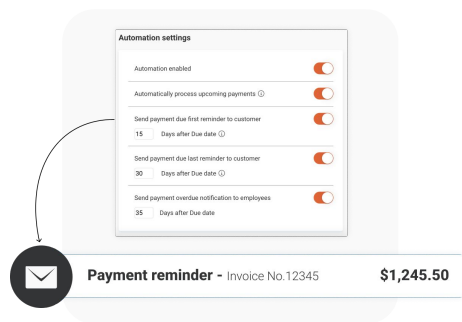 Automation settings
Automation enabled
Automatically process upcoming payments
Send payment due first reminder to customer
15 Days after Due date
Send payment due last reminder to customer
30 Days after Due date
Send payment overdue notification to employees
35 Days after Due date
Payment reminder - Invoice No.12345 $1,245.50